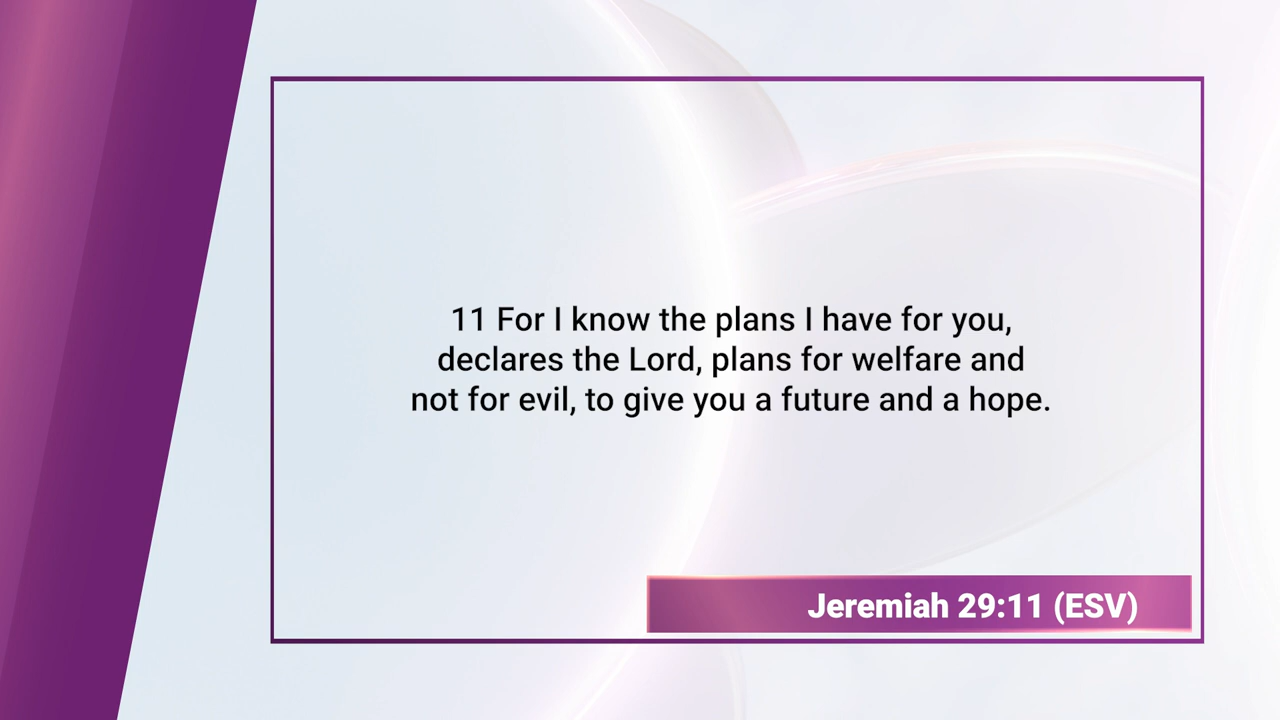 11 For I know the plans I have for you,
declares the Lord, plans for welfare and
not for evil, to give you a future and a hope.
Jeremiah 29:11 (ESV)